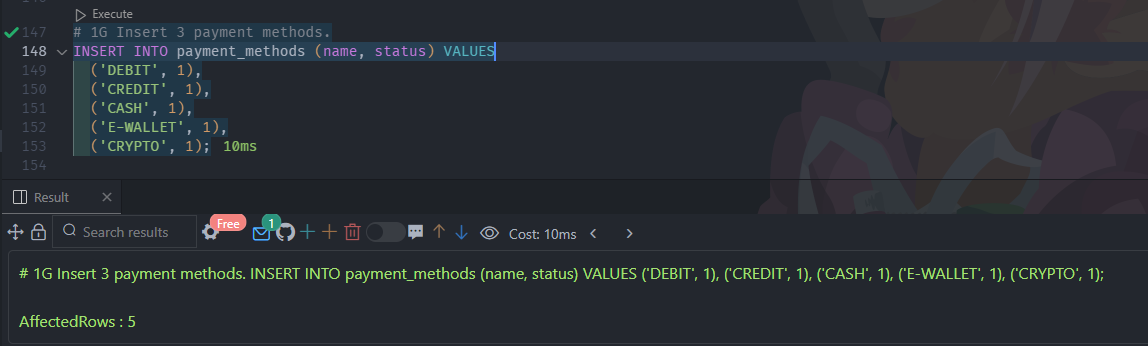 Execute
147 # 1G Insert 3 payment methods.
148 INSERT INTO payment_methods (name, status) VALUES
149 ('DEBIT', 1),
150 ('CREDIT', 1),
151 ('CASH', 1),
152 ('E-WALLET', 1),
153 ('CRYPTO', 1); 10ms
154
Result
Search results Free 1 Cost: 10ms
# 1G Insert 3 payment methods. INSERT INTO payment_methods (name, status) VALUES ('DEBIT', 1), ('CREDIT', 1), ('CASH', 1), ('E-WALLET', 1), ('CRYPTO', 1);
AffectedRows : 5